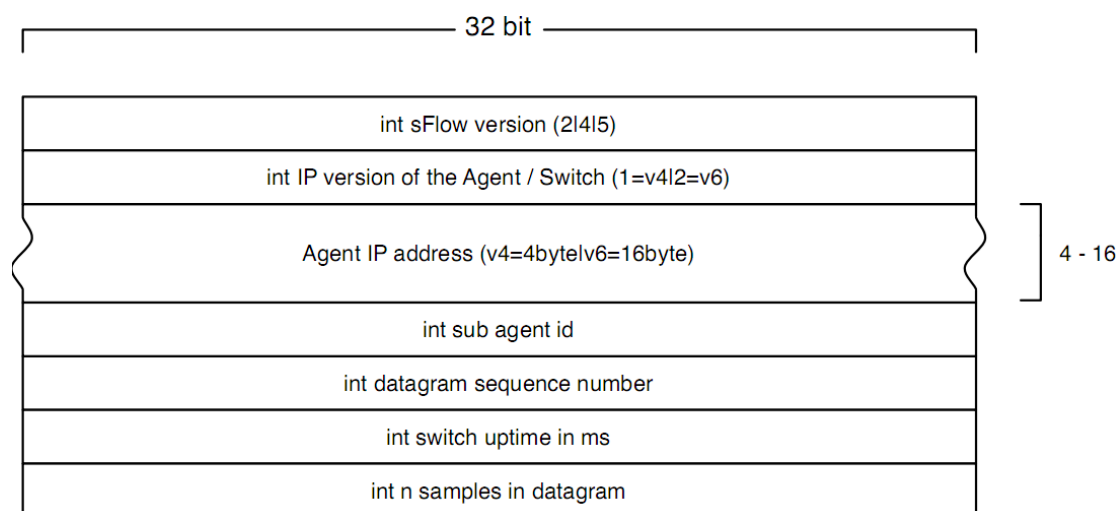 32 bit
int sFlow version (2|4|5)
int IP version of the Agent / Switch (1=v4|2=v6)
Agent IP address (v4=4byte|v6=16byte)
4 - 16
int sub agent id
int datagram sequence number
int switch uptime in ms
int n samples in datagram